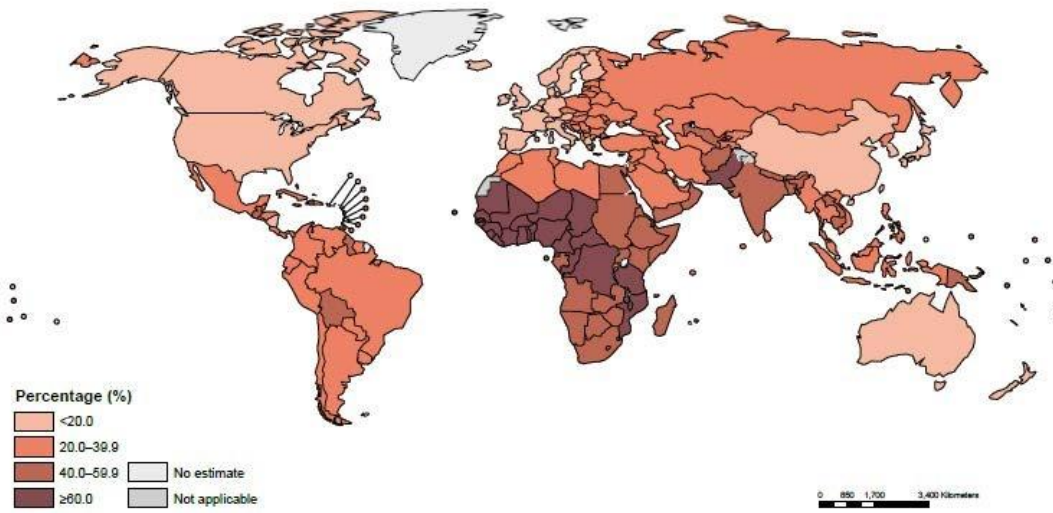 Percentage (%)
<20.0
20.0–39.9
40.0–59.9
≥60.0
No estimate
Not applicable
0 850 1,700 3,400 Kilometers